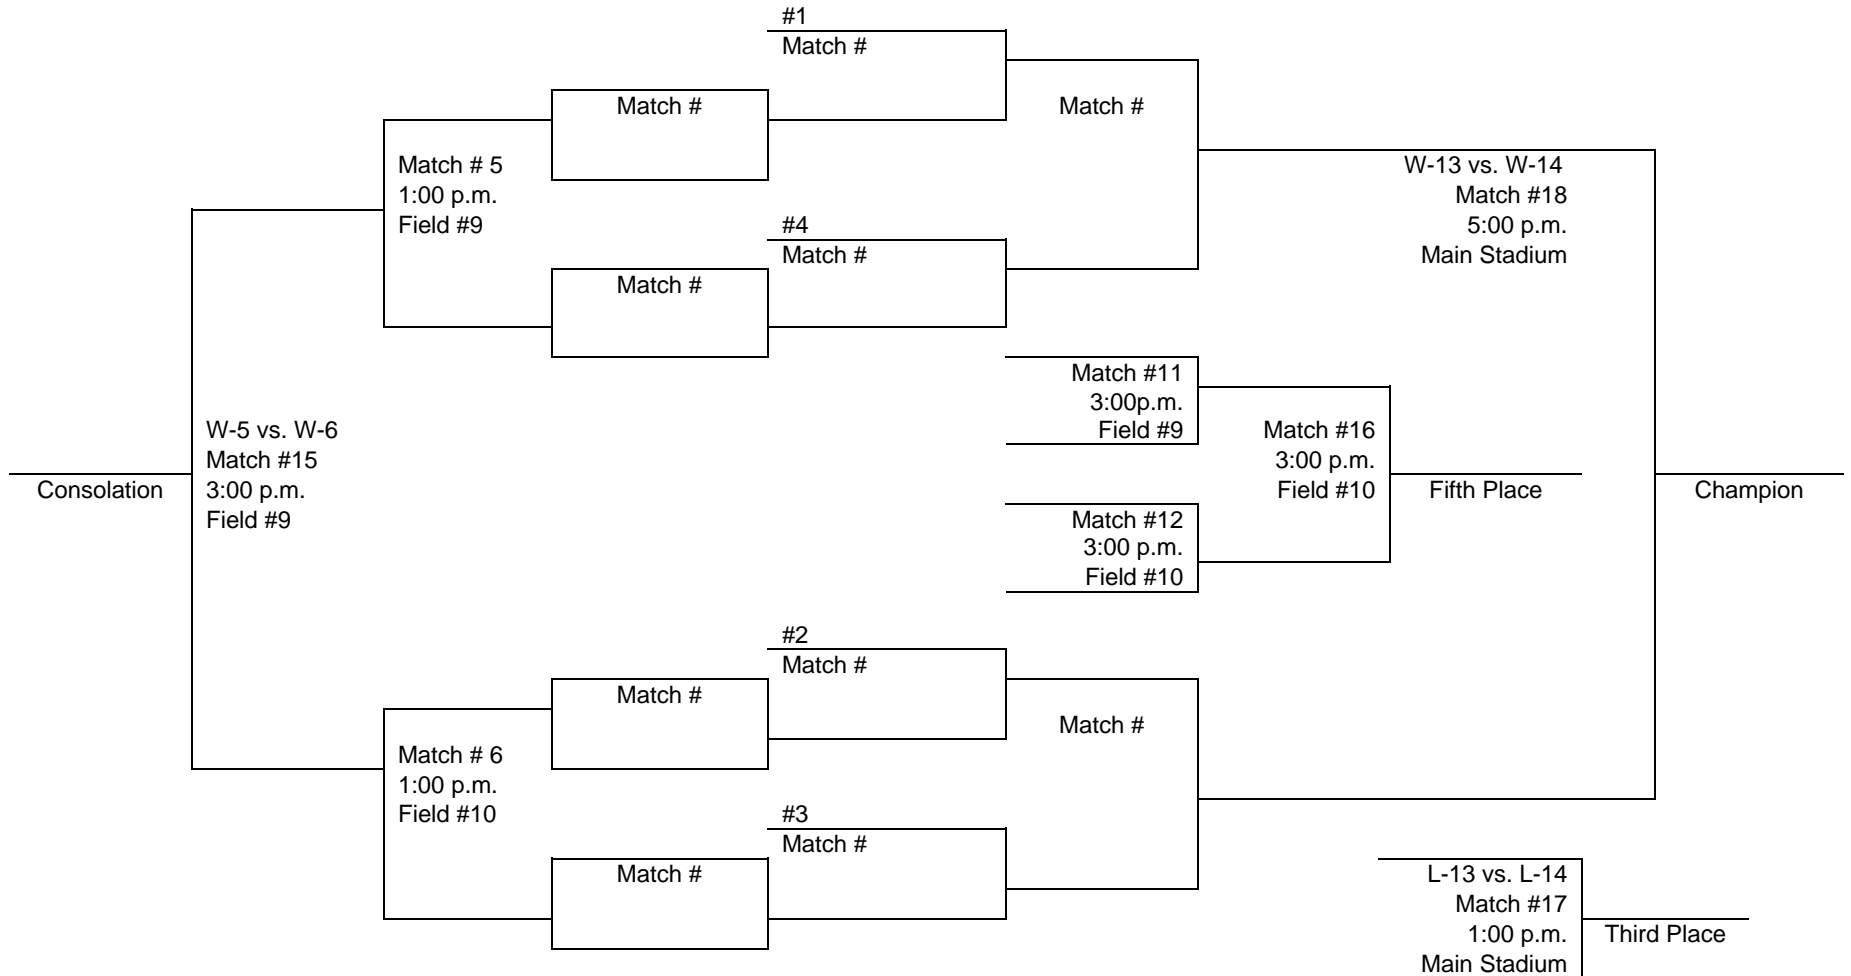 #1
Match #
Match #
Match #
Match # 5
1:00 p.m.
Field #9
W-13 vs. W-14
Match #18
5:00 p.m.
Main Stadium
#4
Match #
Match #
Match #11
3:00p.m.
Field #9
W-5 vs. W-6
Match #15
3:00 p.m.
Field #9
Consolation
Match #16
3:00 p.m.
Field #10
Fifth Place
Champion
Match #12
3:00 p.m.
Field #10
#2
Match #
Match #
Match #
Match # 6
1:00 p.m.
Field #10
#3
Match #
Match #
L-13 vs. L-14
Match #17
1:00 p.m.
Main Stadium
Third Place